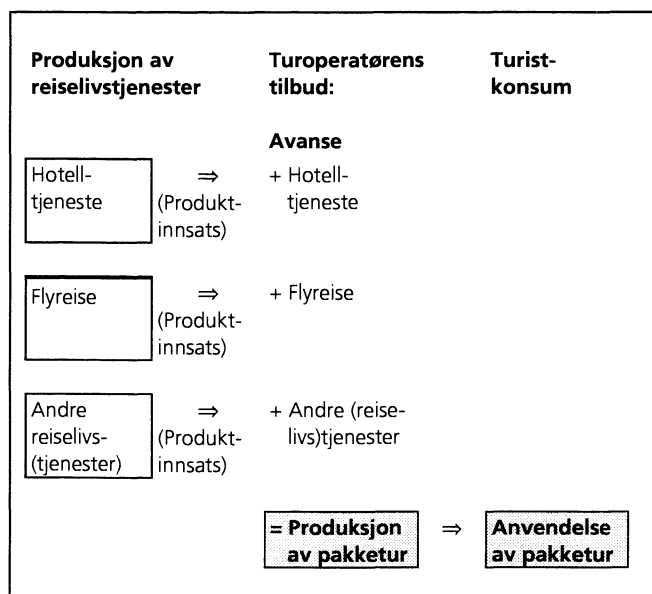 Produksjon av
reiselivstjenester
Turoperatørens
tilbud:
Turist-
konsum
Avanse
Hotell-
tjeneste
⇒
(Produkt-
innsats)
+ Hotell-
tjeneste
Flyreise
⇒
(Produkt-
innsats)
+ Flyreise
Andre
reiselivs-
(tjenester)
⇒
(Produkt-
innsats)
+ Andre (reise-
livs)tjenester
= Produksjon
av pakketur
⇒
Anvendelse
av pakketur